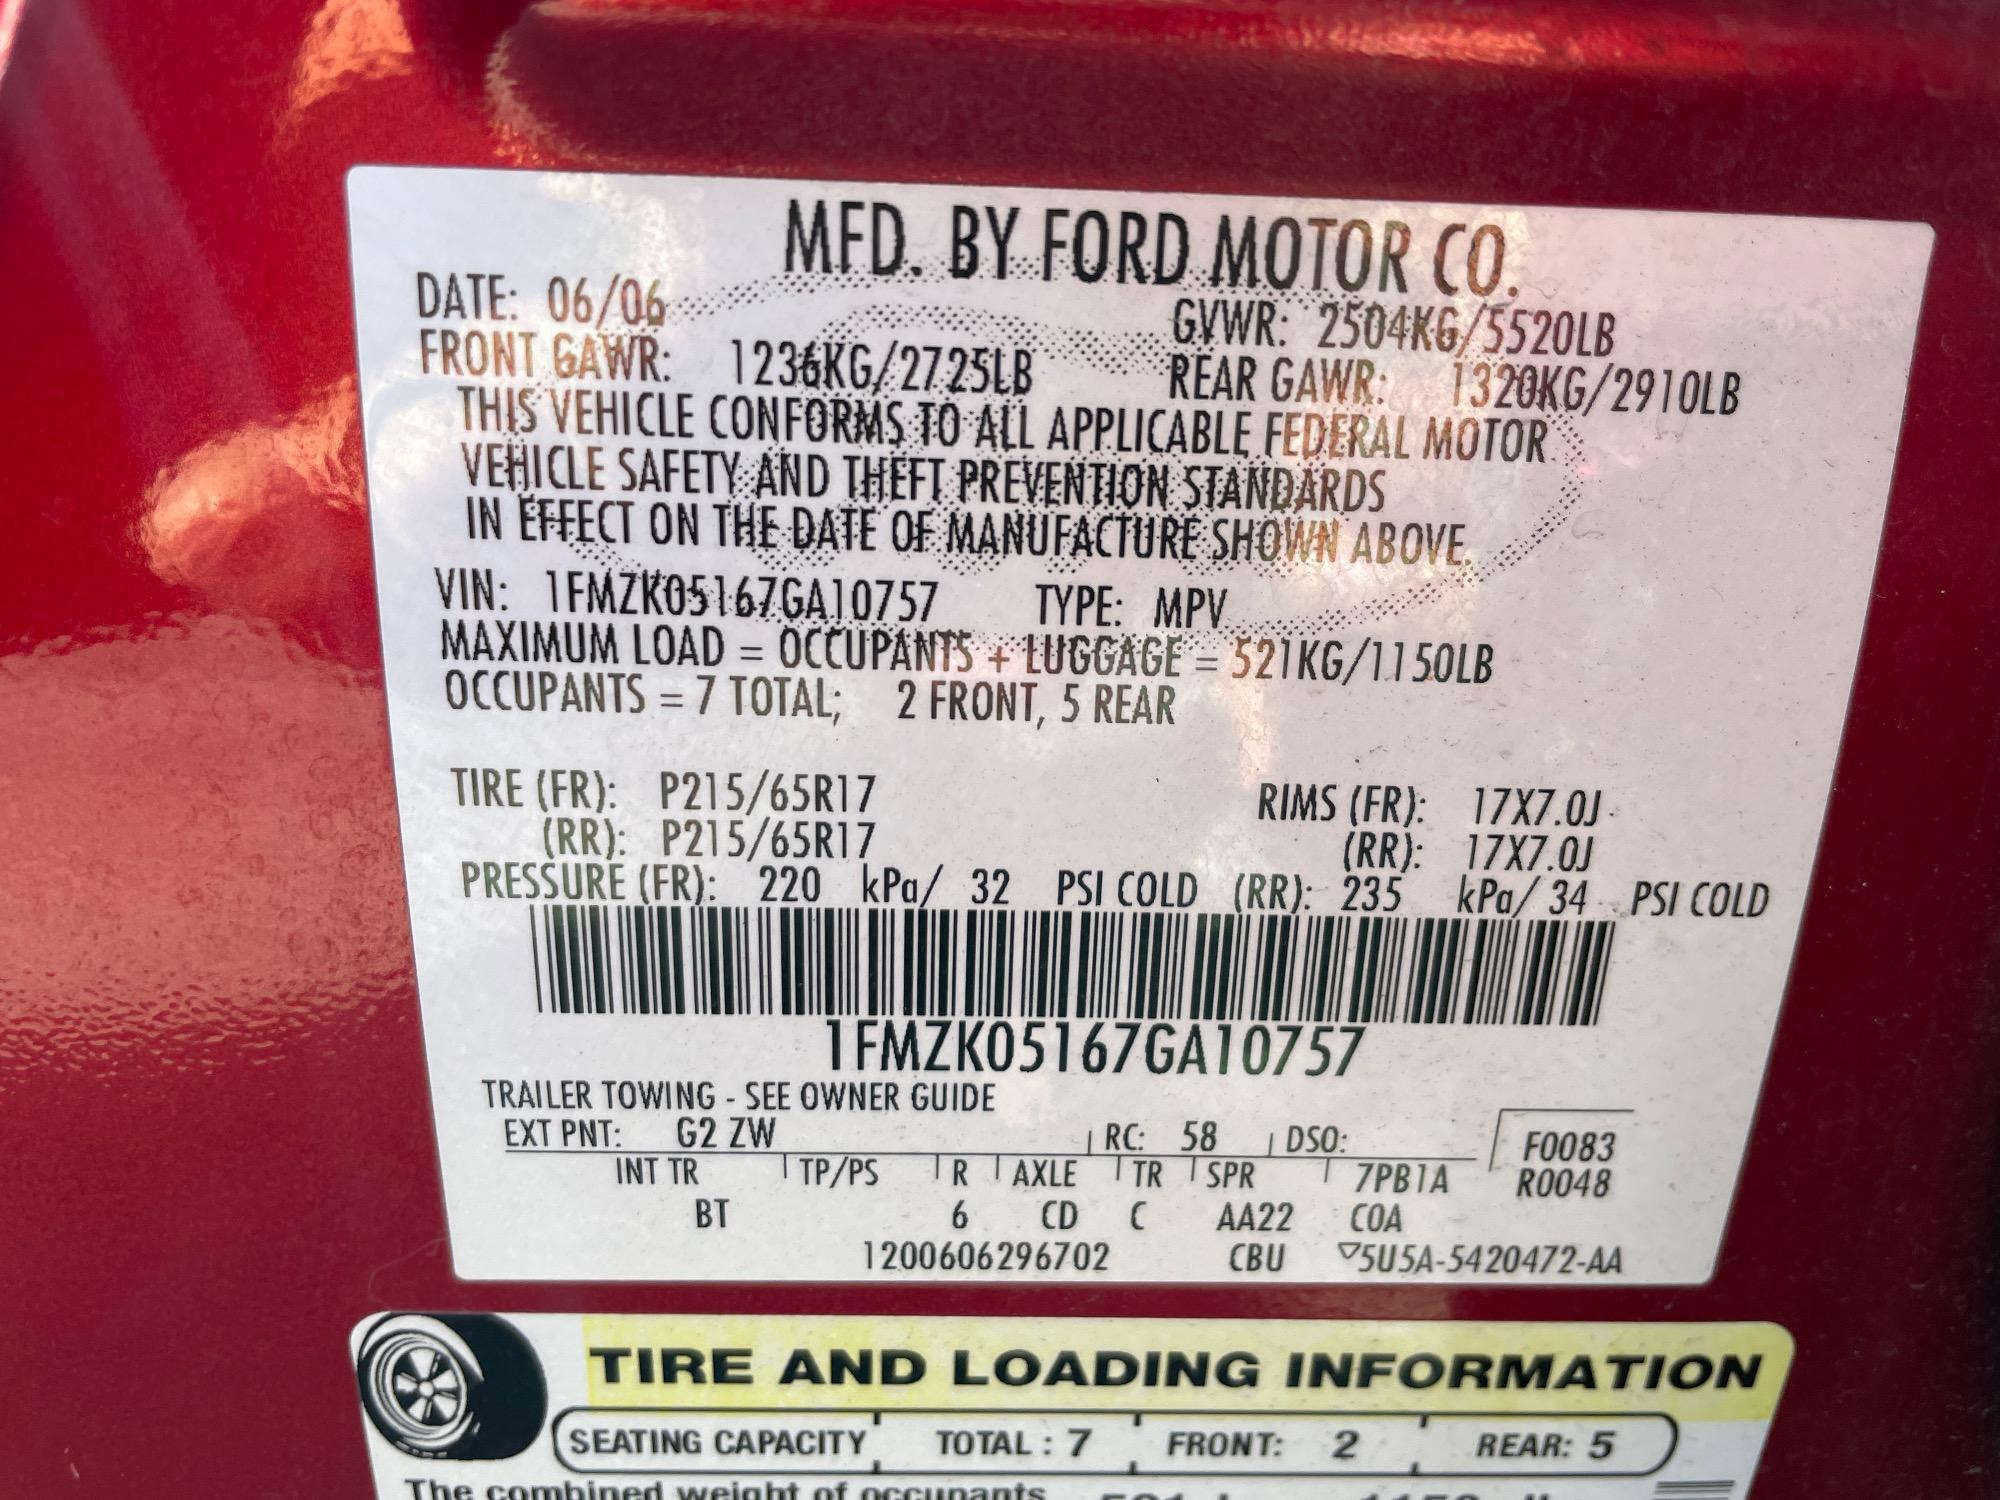 MFD. BY FORD MOTOR CO.
DATE: 06/06 GVWR: 2504KG/5520LB
FRONT GAWR: 1236KG/2725LB REAR GAWR: 1320KG/2910LB
THIS VEHICLE CONFORMS TO ALL APPLICABLE FEDERAL MOTOR
VEHICLE SAFETY AND THEFT PREVENTION STANDARDS
IN EFFECT ON THE DATE OF MANUFACTURE SHOWN ABOVE.
VIN: 1FMZK05167GA10757 TYPE: MPV
MAXIMUM LOAD = OCCUPANTS + LUGGAGE = 521KG/1150LB
OCCUPANTS = 7 TOTAL; 2 FRONT, 5 REAR
TIRE (FR): P215/65R17 RIMS (FR): 17X7.0J
(RR): P215/65R17 (RR): 17X7.0J
PRESSURE (FR): 220 kPa/ 32 PSI COLD (RR): 235 kPa/ 34 PSI COLD
1FMZK05167GA10757
TRAILER TOWING - SEE OWNER GUIDE
EXT PNT: G2 ZW RC: 58 DSO: F0083
INT TR TP/PS R AXLE TR SPR 7PB1A R0048
BT 6 CD C AA22 COA
1200606296702 CBU ▽5U5A-5420472-AA
TIRE AND LOADING INFORMATION
SEATING CAPACITY TOTAL : 7 FRONT: 2 REAR: 5
The combined weight of occupants